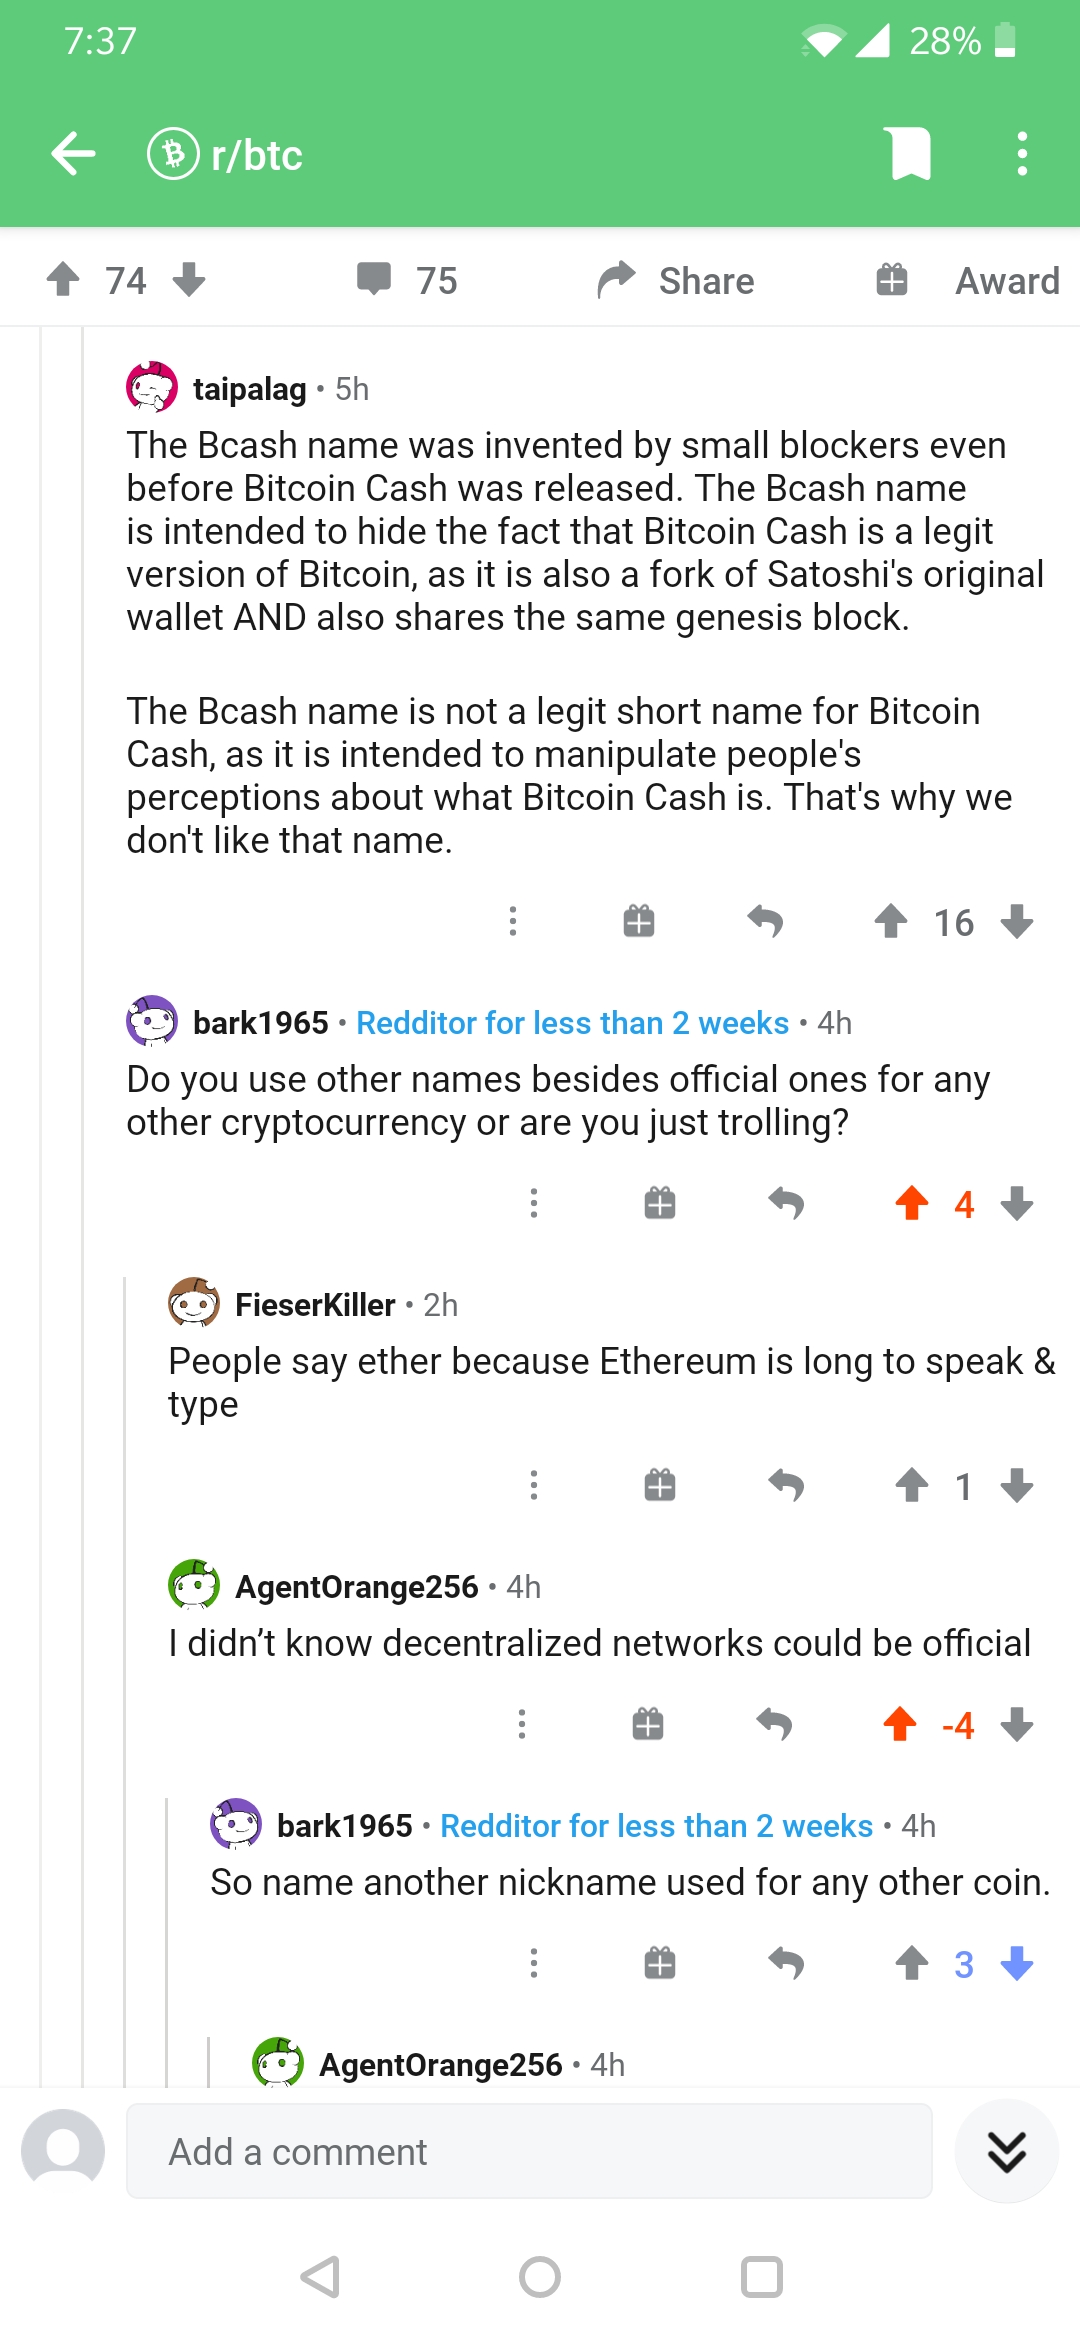 7:37
28%
r/btc
74
75
Share
Award
taipalag • 5h
The Bcash name was invented by small blockers even
before Bitcoin Cash was released. The Bcash name
is intended to hide the fact that Bitcoin Cash is a legit
version of Bitcoin, as it is also a fork of Satoshi's original
wallet AND also shares the same genesis block.
The Bcash name is not a legit short name for Bitcoin
Cash, as it is intended to manipulate people's
perceptions about what Bitcoin Cash is. That's why we
don't like that name.
16
bark1965 • Redditor for less than 2 weeks • 4h
Do you use other names besides official ones for any
other cryptocurrency or are you just trolling?
4
FieserKiller • 2h
People say ether because Ethereum is long to speak &
type
1
AgentOrange256 • 4h
I didn’t know decentralized networks could be official
-4
bark1965 • Redditor for less than 2 weeks • 4h
So name another nickname used for any other coin.
3
AgentOrange256 • 4h
Add a comment